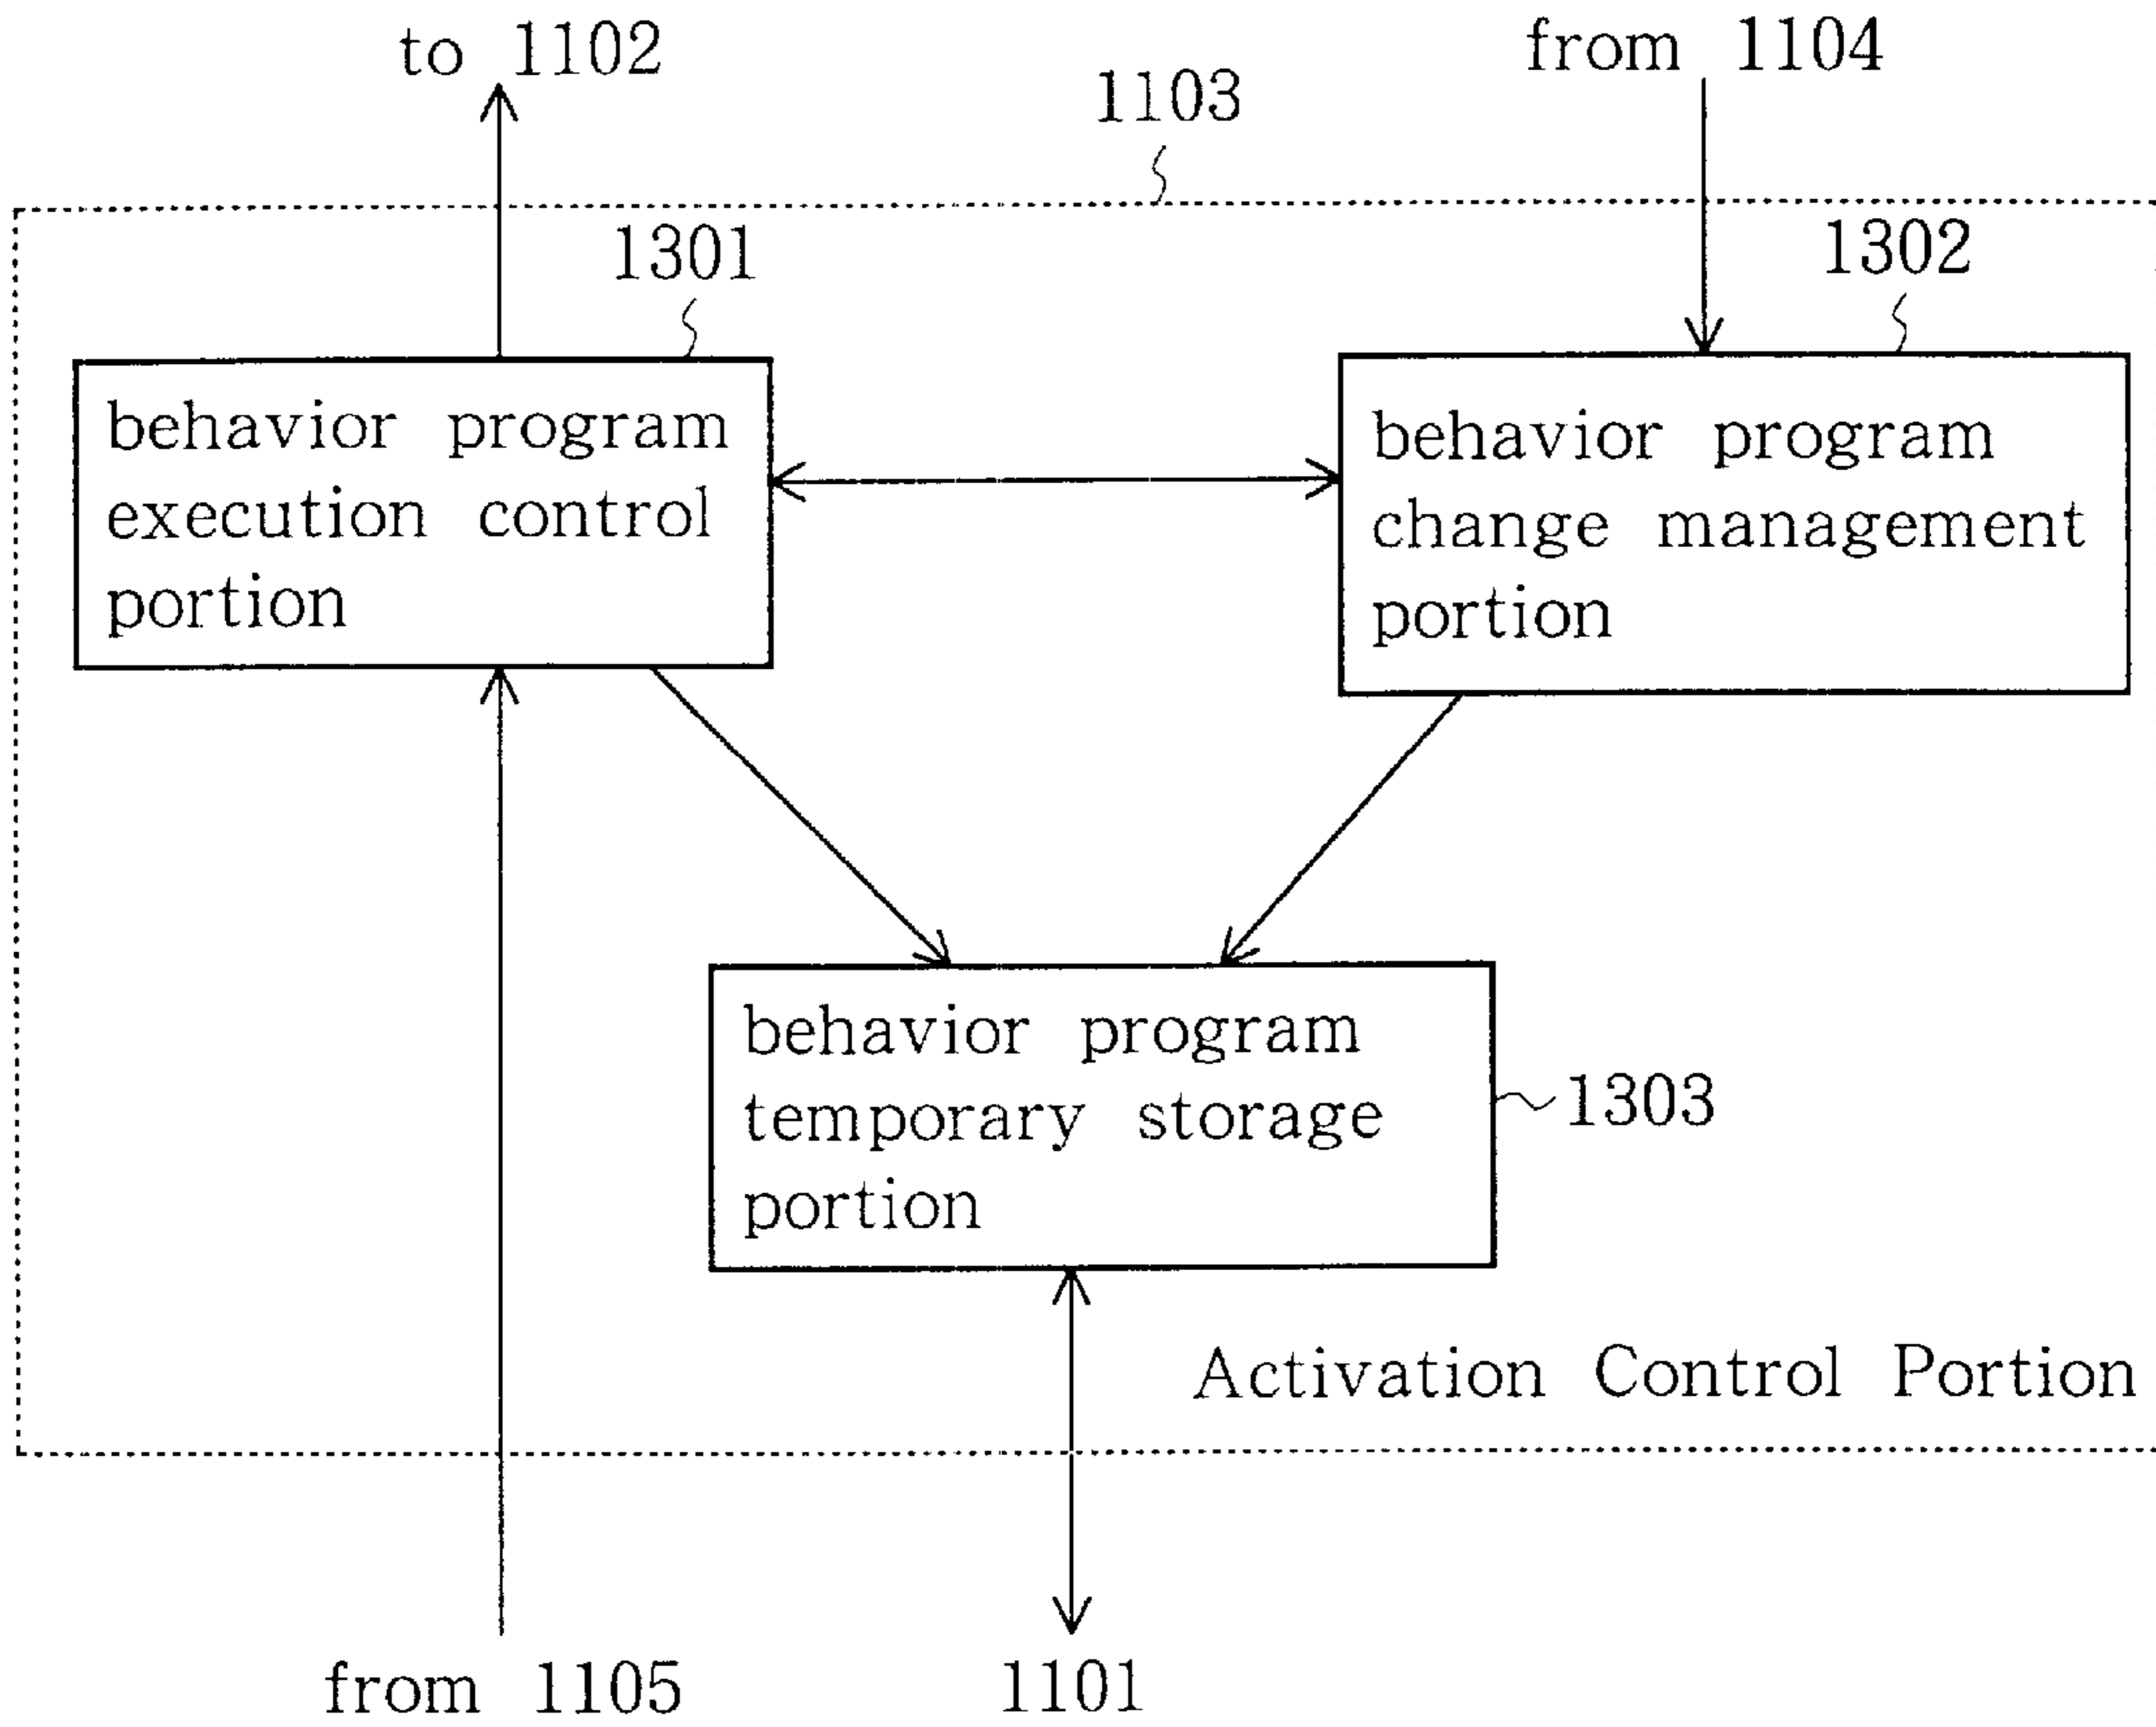 to 1102
from 1104
1103
1301
1302
behavior program
execution control
portion
behavior program
change management
portion
behavior program
temporary storage
portion
1303
Activation Control Portion
from 1105
1101